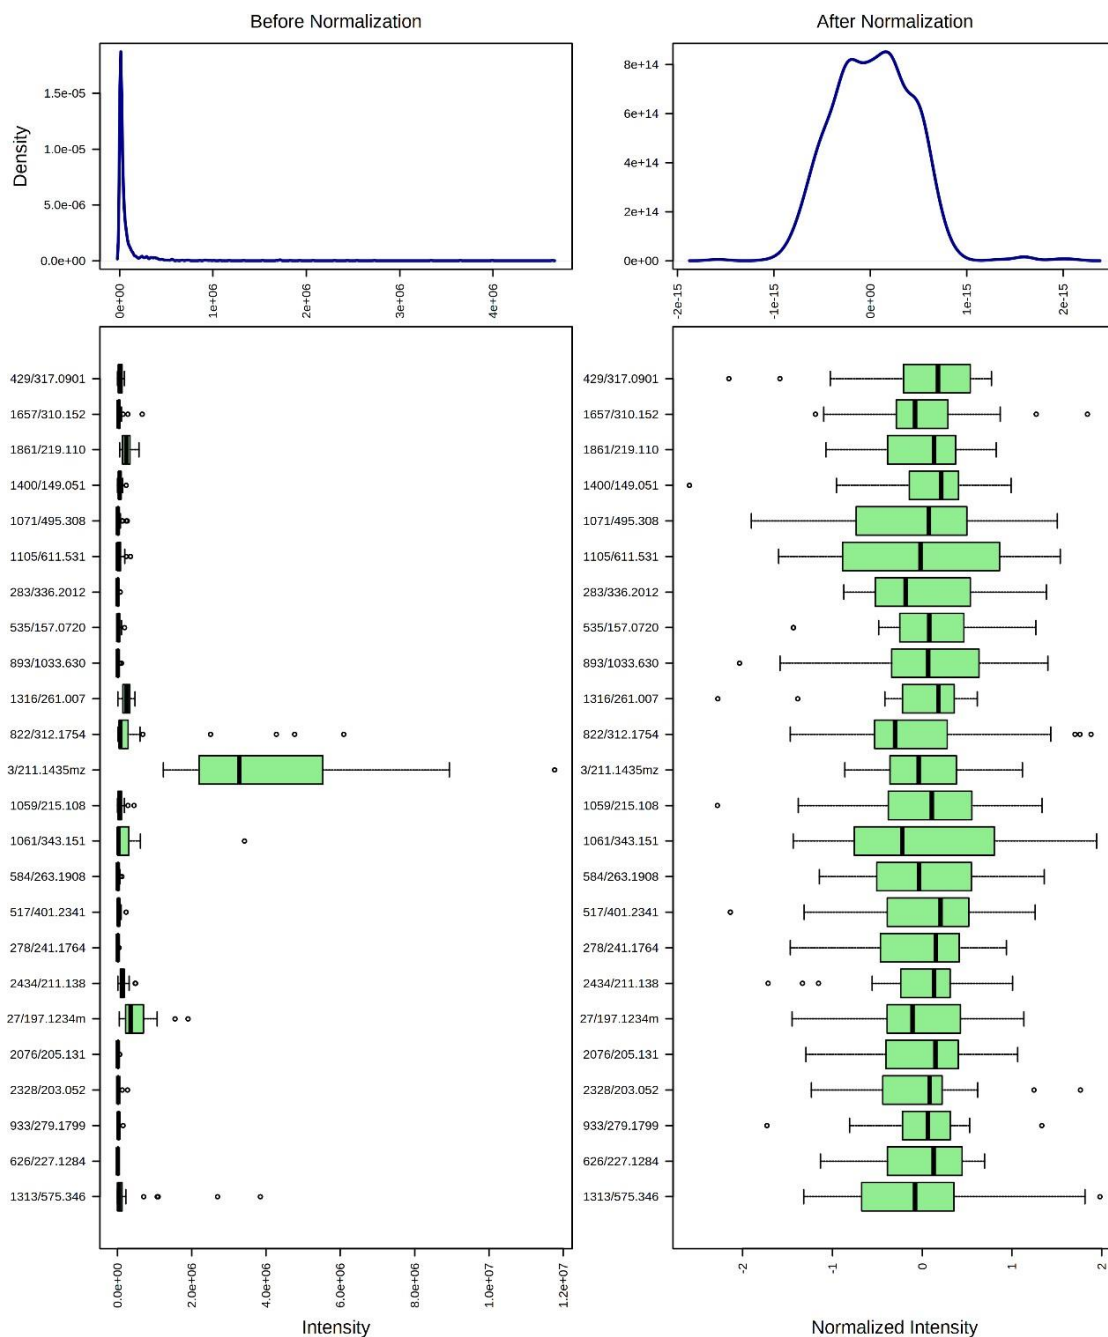 Before Normalization
After Normalization
Density
1.5e-05
1.0e-05
5.0e-06
0.0e+00
0e+00
1e+06
2e+06
3e+06
4e+06
8e+14
6e+14
4e+14
2e+14
0e+00
-2e-15
-1e-15
0e+00
1e-15
2e-15
429/317.0901
1657/310.152
1861/219.110
1400/149.051
1071/495.308
1105/611.531
283/336.2012
535/157.0720
893/1033.630
1316/261.007
822/312.1754
3/211.1435mz
1059/215.108
1061/343.151
584/263.1908
517/401.2341
278/241.1764
2434/211.138
27/197.1234m
2076/205.131
2328/203.052
933/279.1799
626/227.1284
1313/575.346
0.0e+00
2.0e+06
4.0e+06
6.0e+06
8.0e+06
1.0e+07
1.2e+07
Intensity
429/317.0901
1657/310.152
1861/219.110
1400/149.051
1071/495.308
1105/611.531
283/336.2012
535/157.0720
893/1033.630
1316/261.007
822/312.1754
3/211.1435mz
1059/215.108
1061/343.151
584/263.1908
517/401.2341
278/241.1764
2434/211.138
27/197.1234m
2076/205.131
2328/203.052
933/279.1799
626/227.1284
1313/575.346
-2
-1
0
1
2
Normalized Intensity